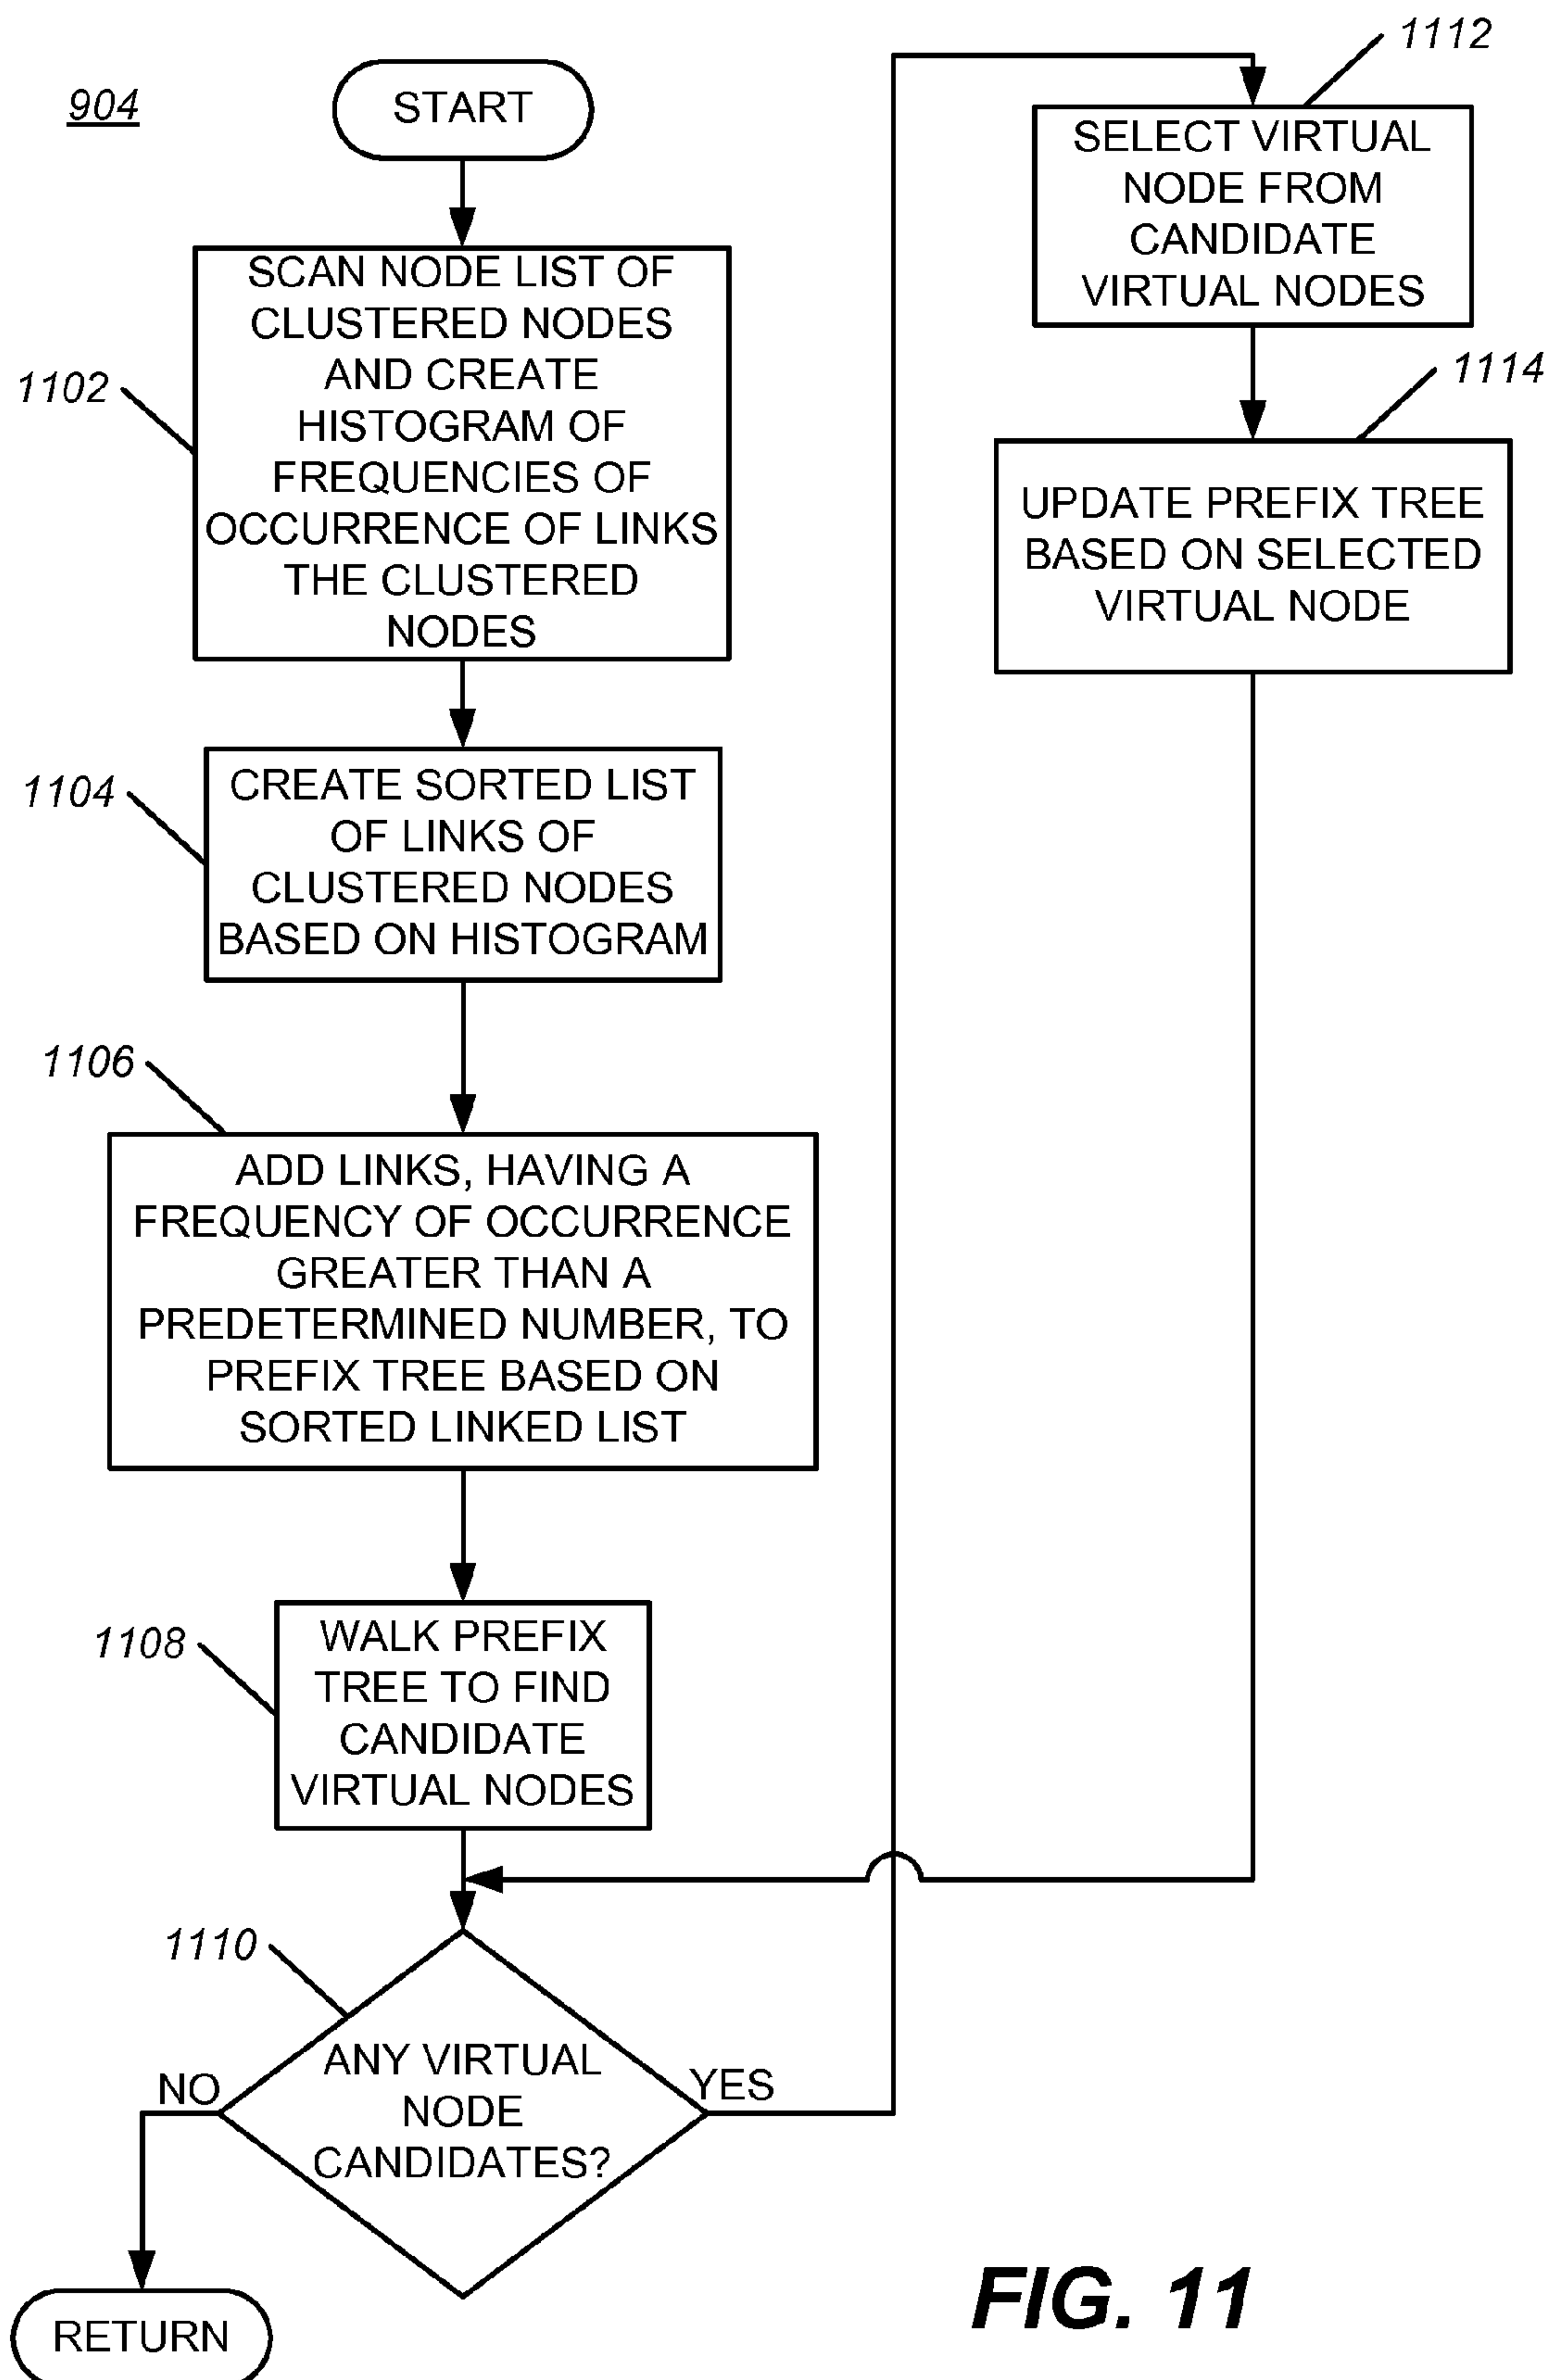 904
START
1102
SCAN NODE LIST OF
CLUSTERED NODES
AND CREATE
HISTOGRAM OF
FREQUENCIES OF
OCCURRENCE OF LINKS
THE CLUSTERED
NODES
1104
CREATE SORTED LIST
OF LINKS OF
CLUSTERED NODES
BASED ON HISTOGRAM
1106
ADD LINKS, HAVING A
FREQUENCY OF OCCURRENCE
GREATER THAN A
PREDETERMINED NUMBER, TO
PREFIX TREE BASED ON
SORTED LINKED LIST
1108
WALK PREFIX
TREE TO FIND
CANDIDATE
VIRTUAL NODES
1110
ANY VIRTUAL
NODE
CANDIDATES?
NO
YES
RETURN
1112
SELECT VIRTUAL
NODE FROM
CANDIDATE
VIRTUAL NODES
1114
UPDATE PREFIX TREE
BASED ON SELECTED
VIRTUAL NODE
FIG. 11